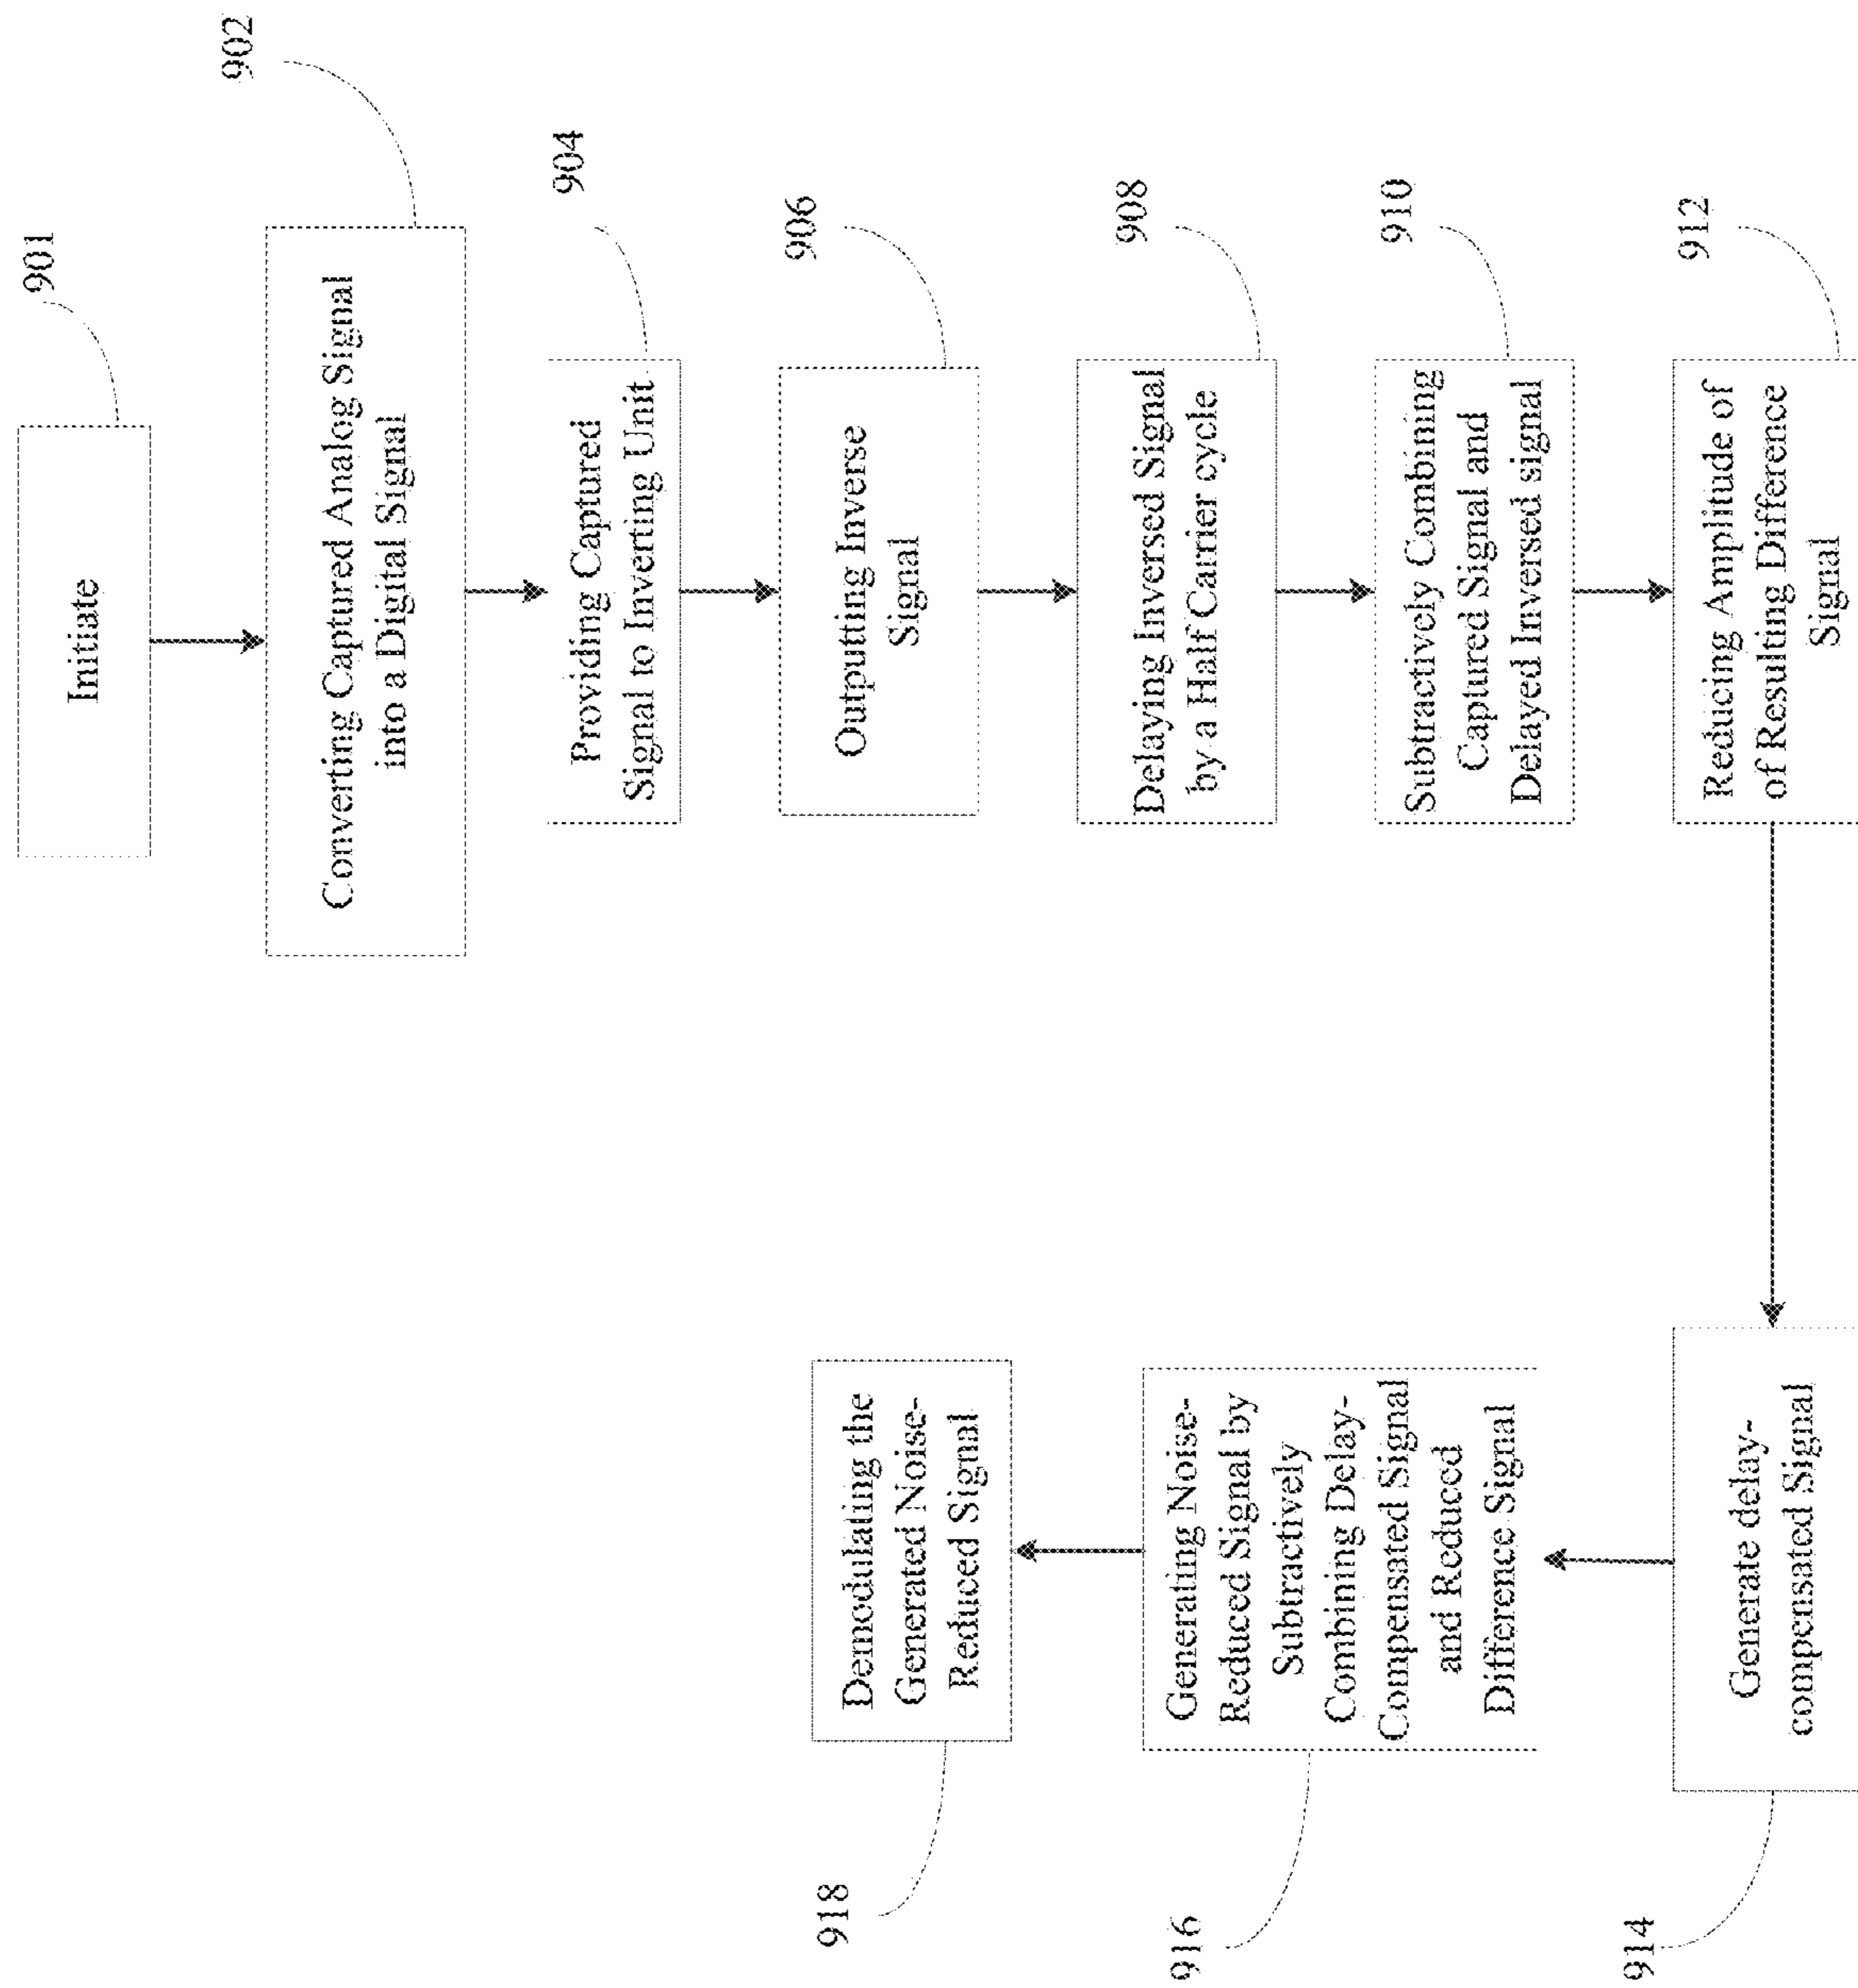 901
Initiate
902
Converting Captured Analog Signal
into a Digital Signal
904
Providing Captured
Signal to Inverting Unit
906
Outputting Inverse
Signal
908
Delaying Inversed Signal
by a Half Carrier cycle
910
Subtractively Combining
Captured Signal and
Delayed Inversed signal
912
Reducing Amplitude of
of Resulting Difference
Signal
914
Generate delay-
compensated Signal
916
Generating Noise-
Reduced Signal by
Subtractively
Combining Delay-
Compensated Signal
and Reduced
Difference Signal
918
Demodulating the
Generated Noise-
Reduced Signal